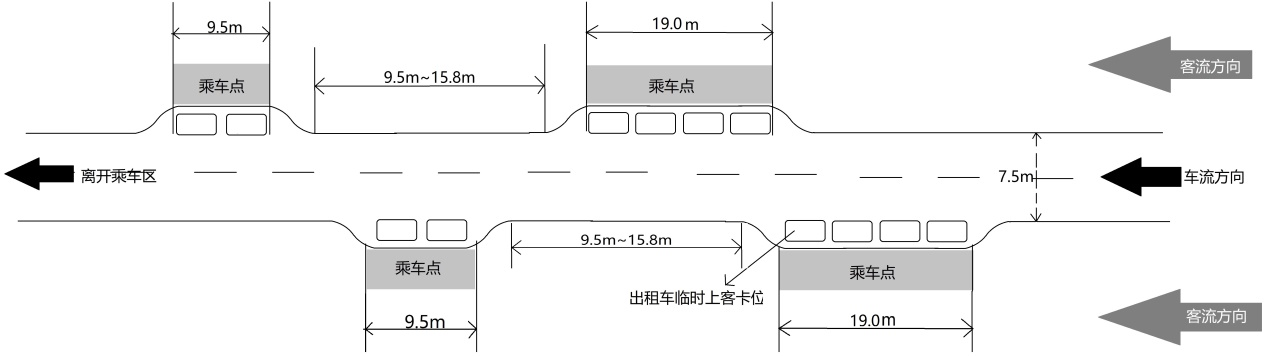 9.5m
19.0 m
乘车点
9.5m~15.8m
乘车点
客流方向
离开乘车区
7.5m
车流方向
9.5m~15.8m
乘车点
乘车点
出租车临时上客卡位
9.5m
19.0m
客流方向